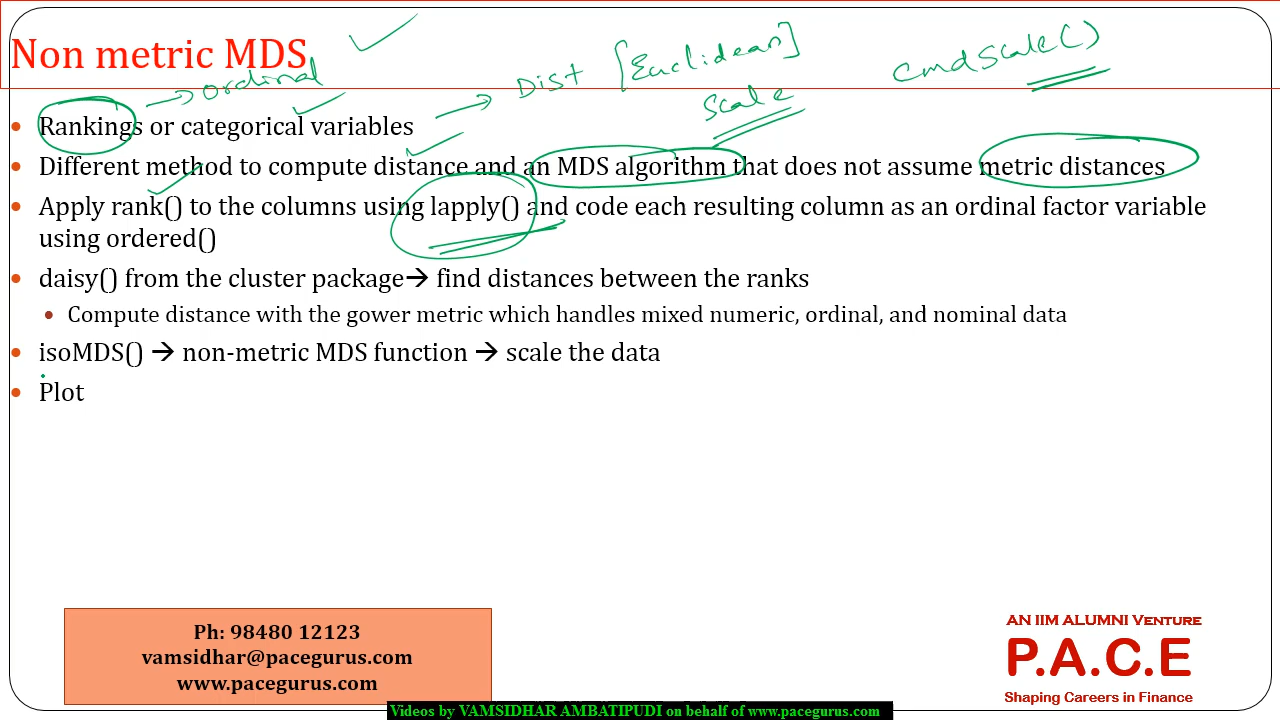 Non metric MDS
ordinal
Dist [Euclidean]
scale
cmdscale()
• Rankings or categorical variables
• Different method to compute distance and an MDS algorithm that does not assume metric distances
• Apply rank() to the columns using lapply() and code each resulting column as an ordinal factor variable
using ordered()
• daisy() from the cluster package→ find distances between the ranks
• Compute distance with the gower metric which handles mixed numeric, ordinal, and nominal data
• isoMDS() → non-metric MDS function → scale the data
• Plot
Ph: 98480 12123
vamsidhar@pacegurus.com
www.pacegurus.com
AN IIM ALUMNI VENTURE
P.A.C.E
Shaping Careers in Finance
Videos by VAMSIDHAR AMBATIPUDI on behalf of www.pacegurus.com